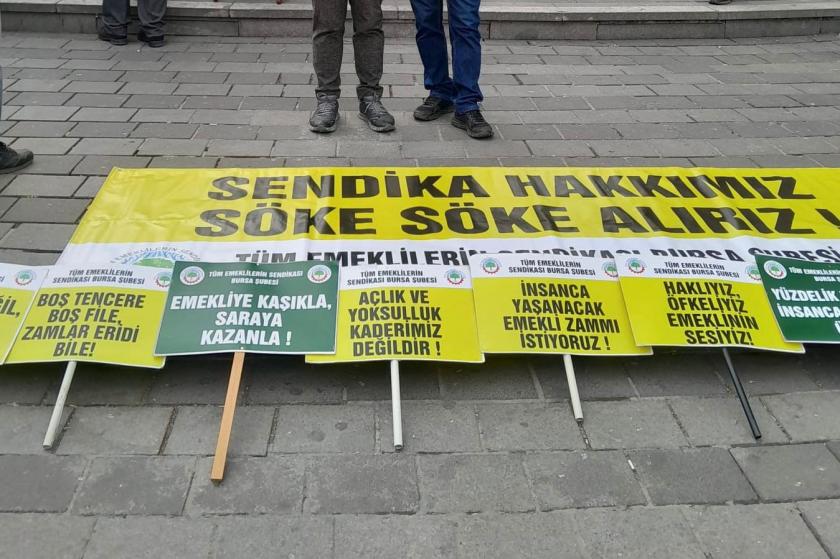 SENDİKA HAKKIMIZ
SÖKE SÖKE ALIRIZ !
TÜM EMEKLİLERİN SENDİKASI BURSA ŞUBESİ
TÜM EMEKLİLERİN SENDİKASI
BURSA ŞUBESİ
BOŞ TENCERE
BOŞ FİLE,
ZAMLAR ERİDİ
BİLE!
TÜM EMEKLİLERİN SENDİKASI
BURSA ŞUBESİ
EMEKLİYE KAŞIKLA,
SARAYA
KAZANLA !
TÜM EMEKLİLERİN SENDİKASI
BURSA ŞUBESİ
AÇLIK VE
YOKSULLUK
KADERİMİZ
DEĞİLDİR !
TÜM EMEKLİLERİN SENDİKASI
BURSA ŞUBESİ
İNSANCA
YAŞANACAK
EMEKLİ ZAMMI
İSTİYORUZ !
TÜM EMEKLİLERİN SENDİKASI
BURSA ŞUBESİ
HAKLIYIZ,
ÖFKELİYİZ
EMEKLİNİN
SESİYİZ!
TÜM EMEKLİLERİN
BURSA
YÜZDELİK
İNSANCA